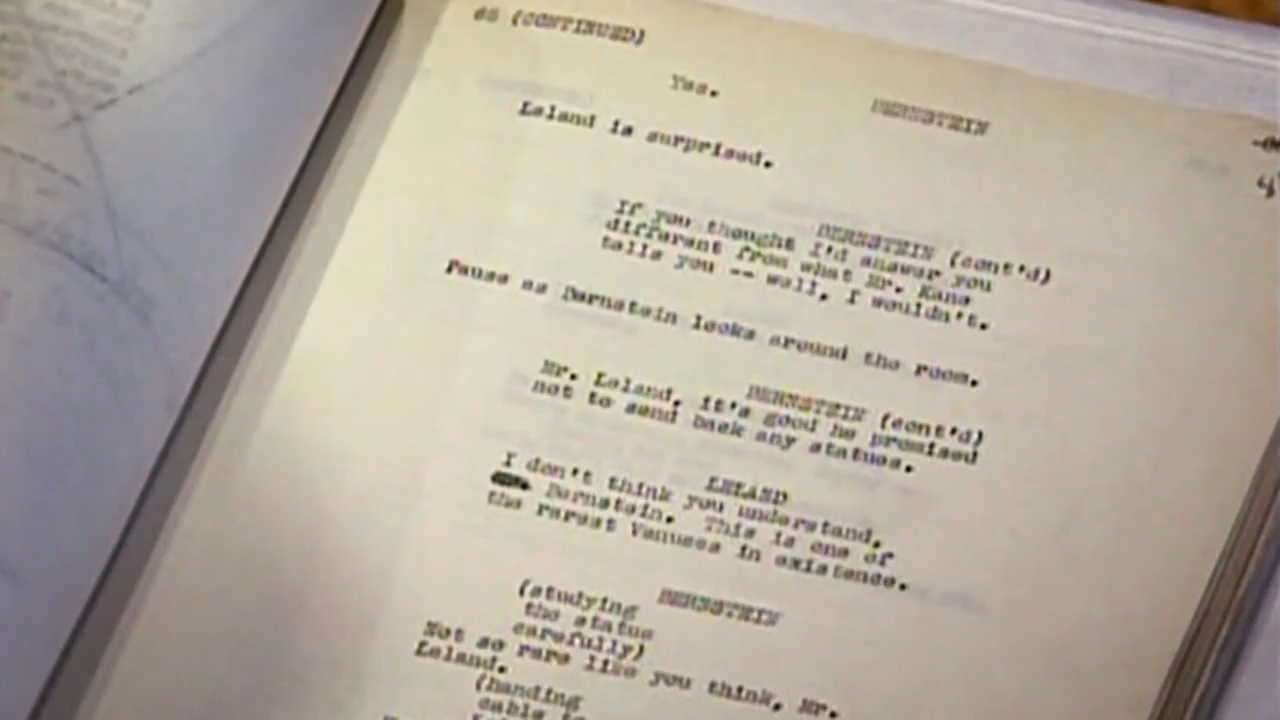 (CONTINUED)
BERNSTEIN
Yes.
Leland is surprised.
BERNSTEIN (cont'd)
If you thought I'd answer you
different from what Mr. Kane
tells you -- well, I wouldn't.
Pause as Bernstein looks around the room.
BERNSTEIN (cont'd)
Mr. Leland, it's good he promised
not to send back any statues.
LELAND
I don't think you understand,
Bernstein. This is one of
the rarest Venuses in existence.
BERNSTEIN
(studying
the statue
carefully)
Not so rare like you think, Mr.
Leland.
(handing
cable to